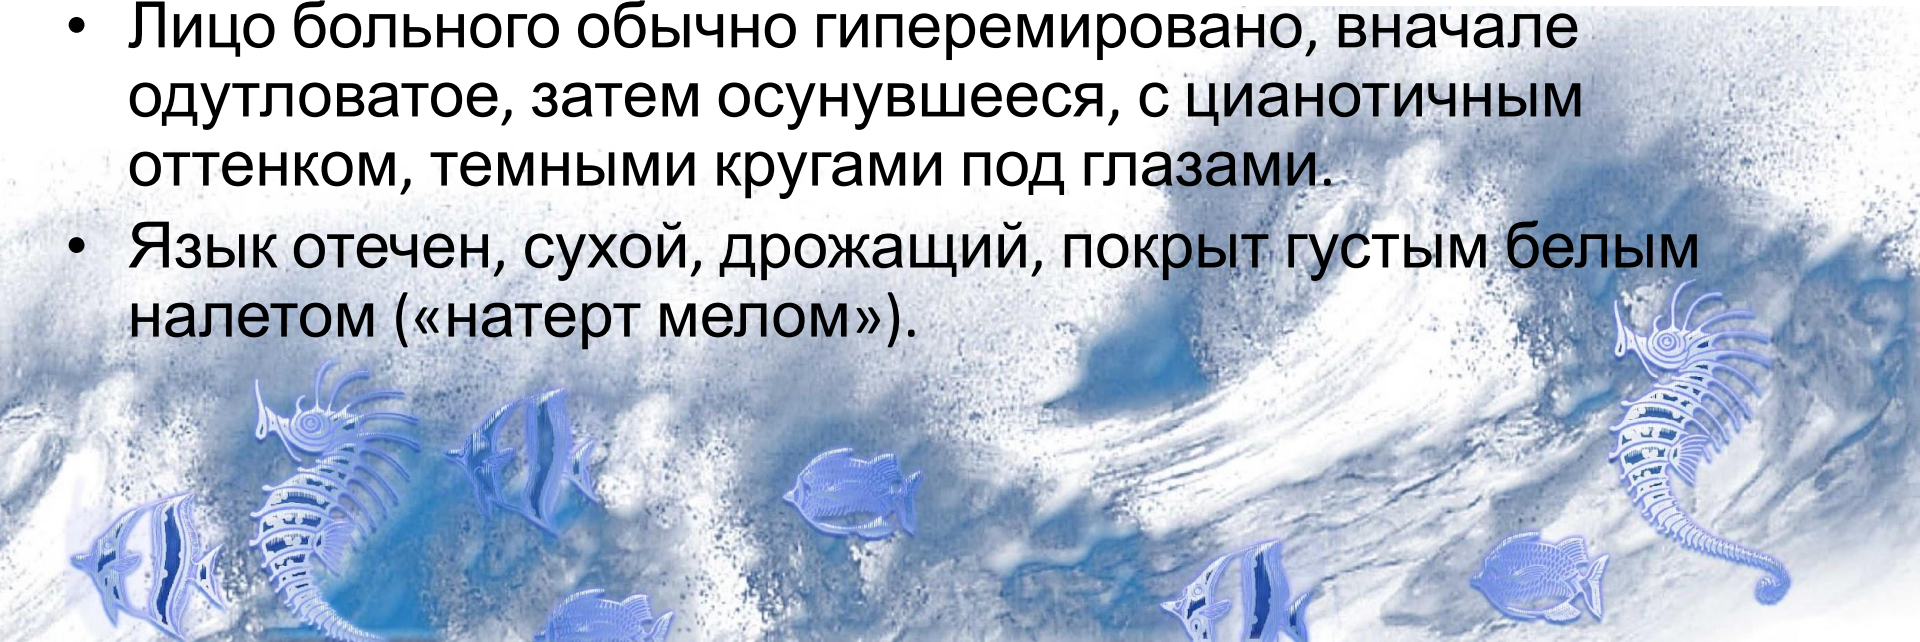 • Лицо больного обычно гиперемировано, вначале
одутловатое, затем осунувшееся, с цианотичным
оттенком, темными кругами под глазами.
• Язык отечен, сухой, дрожащий, покрыт густым белым
налетом («натерт мелом»).